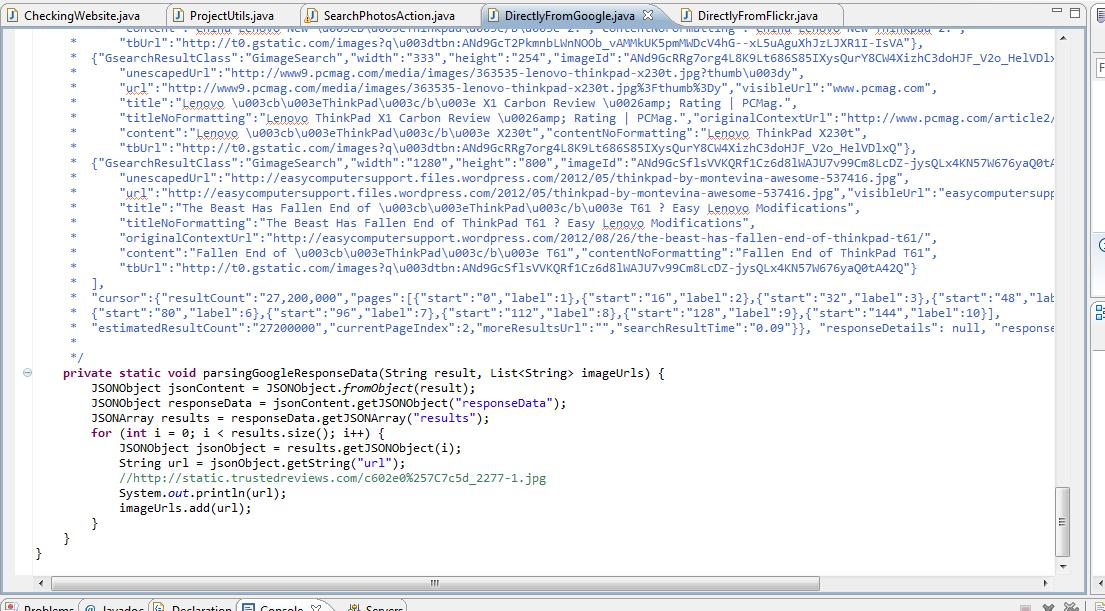 CheckingWebsite.java ProjectUtils.java SearchPhotosAction.java DirectlyFromGoogle.java DirectlyFromFlickr.java
* "tbUrl":"http://t0.gstatic.com/images?q\u003dtbn:ANd9GcT2PkmnbLWnNOOb_vAMMkUK5pmMWDcV4hG--xL5uAguXhJzLJXR1I-IsVA"},
* {"GsearchResultClass":"GimageSearch","width":"333","height":"254","imageId":"ANd9GcRRg7org4L8K9Lt686S85IXysQurY8CW4XizhC3doHJF_V2o_HelVDlx
* "unescapedUrl":"http://www9.pcmag.com/media/images/363535-lenovo-thinkpad-x230t.jpg?thumb\u003dy",
* "url":"http://www9.pcmag.com/media/images/363535-lenovo-thinkpad-x230t.jpg%3Fthumb%3Dy","visibleUrl":"www.pcmag.com",
* "title":"Lenovo \u003cb\u003eThinkPad\u003c/b\u003e X1 Carbon Review \u0026amp; Rating | PCMag.",
* "titleNoFormatting":"Lenovo ThinkPad X1 Carbon Review \u0026amp; Rating | PCMag.","originalContextUrl":"http://www.pcmag.com/article2/
* "content":"Lenovo \u003cb\u003eThinkPad\u003c/b\u003e X230t","contentNoFormatting":"Lenovo ThinkPad X230t",
* "tbUrl":"http://t0.gstatic.com/images?q\u003dtbn:ANd9GcRRg7org4L8K9Lt686S85IXysQurY8CW4XizhC3doHJF_V2o_HelVDlxQ"},
* {"GsearchResultClass":"GimageSearch","width":"1280","height":"800","imageId":"ANd9GcSflsVVKQRf1Cz6d8lWAJU7v99Cm8LcDZ-jysQLx4KN57W676yaQ0tA
* "unescapedUrl":"http://easycomputersupport.files.wordpress.com/2012/05/thinkpad-by-montevina-awesome-537416.jpg",
* "url":"http://easycomputersupport.files.wordpress.com/2012/05/thinkpad-by-montevina-awesome-537416.jpg","visibleUrl":"easycomputersupp
* "title":"The Beast Has Fallen End of \u003cb\u003eThinkPad\u003c/b\u003e T61 ? Easy Lenovo Modifications",
* "titleNoFormatting":"The Beast Has Fallen End of ThinkPad T61 ? Easy Lenovo Modifications",
* "originalContextUrl":"http://easycomputersupport.wordpress.com/2012/08/26/the-beast-has-fallen-end-of-thinkpad-t61/",
* "content":"Fallen End of \u003cb\u003eThinkPad\u003c/b\u003e T61","contentNoFormatting":"Fallen End of ThinkPad T61",
* "tbUrl":"http://t0.gstatic.com/images?q\u003dtbn:ANd9GcSflsVVKQRf1Cz6d8lWAJU7v99Cm8LcDZ-jysQLx4KN57W676yaQ0tA42Q"}
* ],
* "cursor":{"resultCount":"27,200,000","pages":[{"start":"0","label":1},{"start":"16","label":2},{"start":"32","label":3},{"start":"48","lab
* {"start":"80","label":6},{"start":"96","label":7},{"start":"112","label":8},{"start":"128","label":9},{"start":"144","label":10}],
* "estimatedResultCount":"27200000","currentPageIndex":2,"moreResultsUrl":"","searchResultTime":"0.09"}}, "responseDetails": null, "response
*
*/
private static void parsingGoogleResponseData(String result, List<String> imageUrls) {
JSONObject jsonContent = JSONObject.fromObject(result);
JSONObject responseData = jsonContent.getJSONObject("responseData");
JSONArray results = responseData.getJSONArray("results");
for (int i = 0; i < results.size(); i++) {
JSONObject jsonObject = results.getJSONObject(i);
String url = jsonObject.getString("url");
//http://static.trustedreviews.com/c602e0%257C7c5d_2277-1.jpg
System.out.println(url);
imageUrls.add(url);
}
}
}
Problems Javadoc Declaration Console Servers